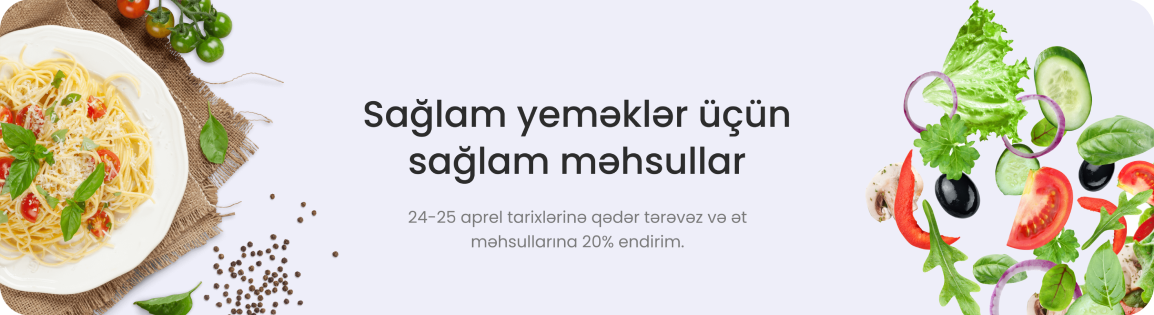 Sağlam yeməklər üçün
sağlam məhsullar
24-25 aprel tarixlərinə qədər tərəvəz və ət
məhsullarına 20% endirim.